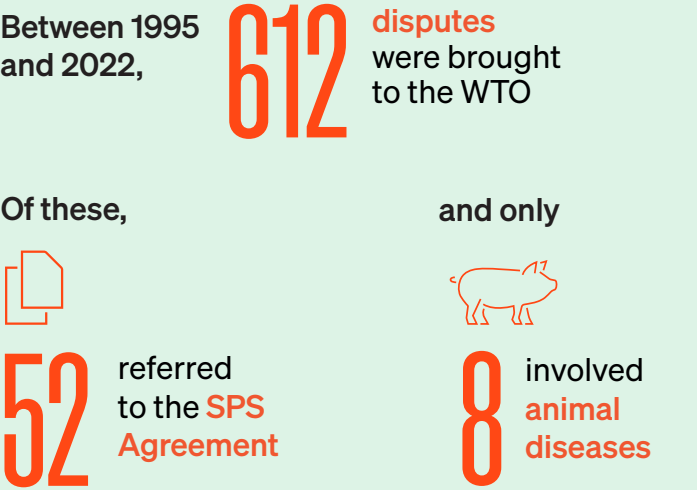 Between 1995
and 2022,
612
disputes
were brought
to the WTO
Of these,
52
referred
to the SPS
Agreement
and only
8
involved
animal
diseases